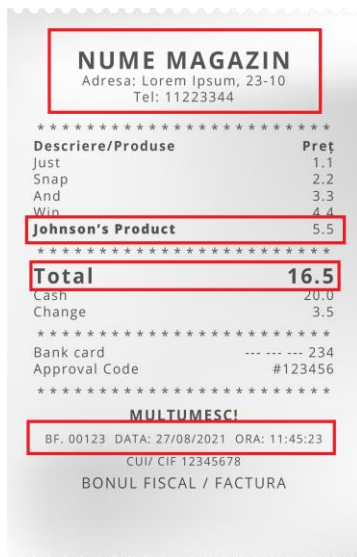 NUME MAGAZIN
Adresa: Lorem Ipsum, 23-10
Tel: 11223344
* * * * * * * * * * * * * * * * * * * * * * * *
Descriere/Produse Preț
Just 1.1
Snap 2.2
And 3.3
Win 4.4
Johnson's Product 5.5
* * * * * * * * * * * * * * * * * * * * * * * *
Total 16.5
Cash 20.0
Change 3.5
* * * * * * * * * * * * * * * * * * * * * * * *
Bank card --- --- --- 234
Approval Code #123456
* * * * * * * * * * * * * * * * * * * * * * * *
MULTUMESC!
BF. 00123 DATA: 27/08/2021 ORA: 11:45:23
CUI/ CIF 12345678
BONUL FISCAL / FACTURA